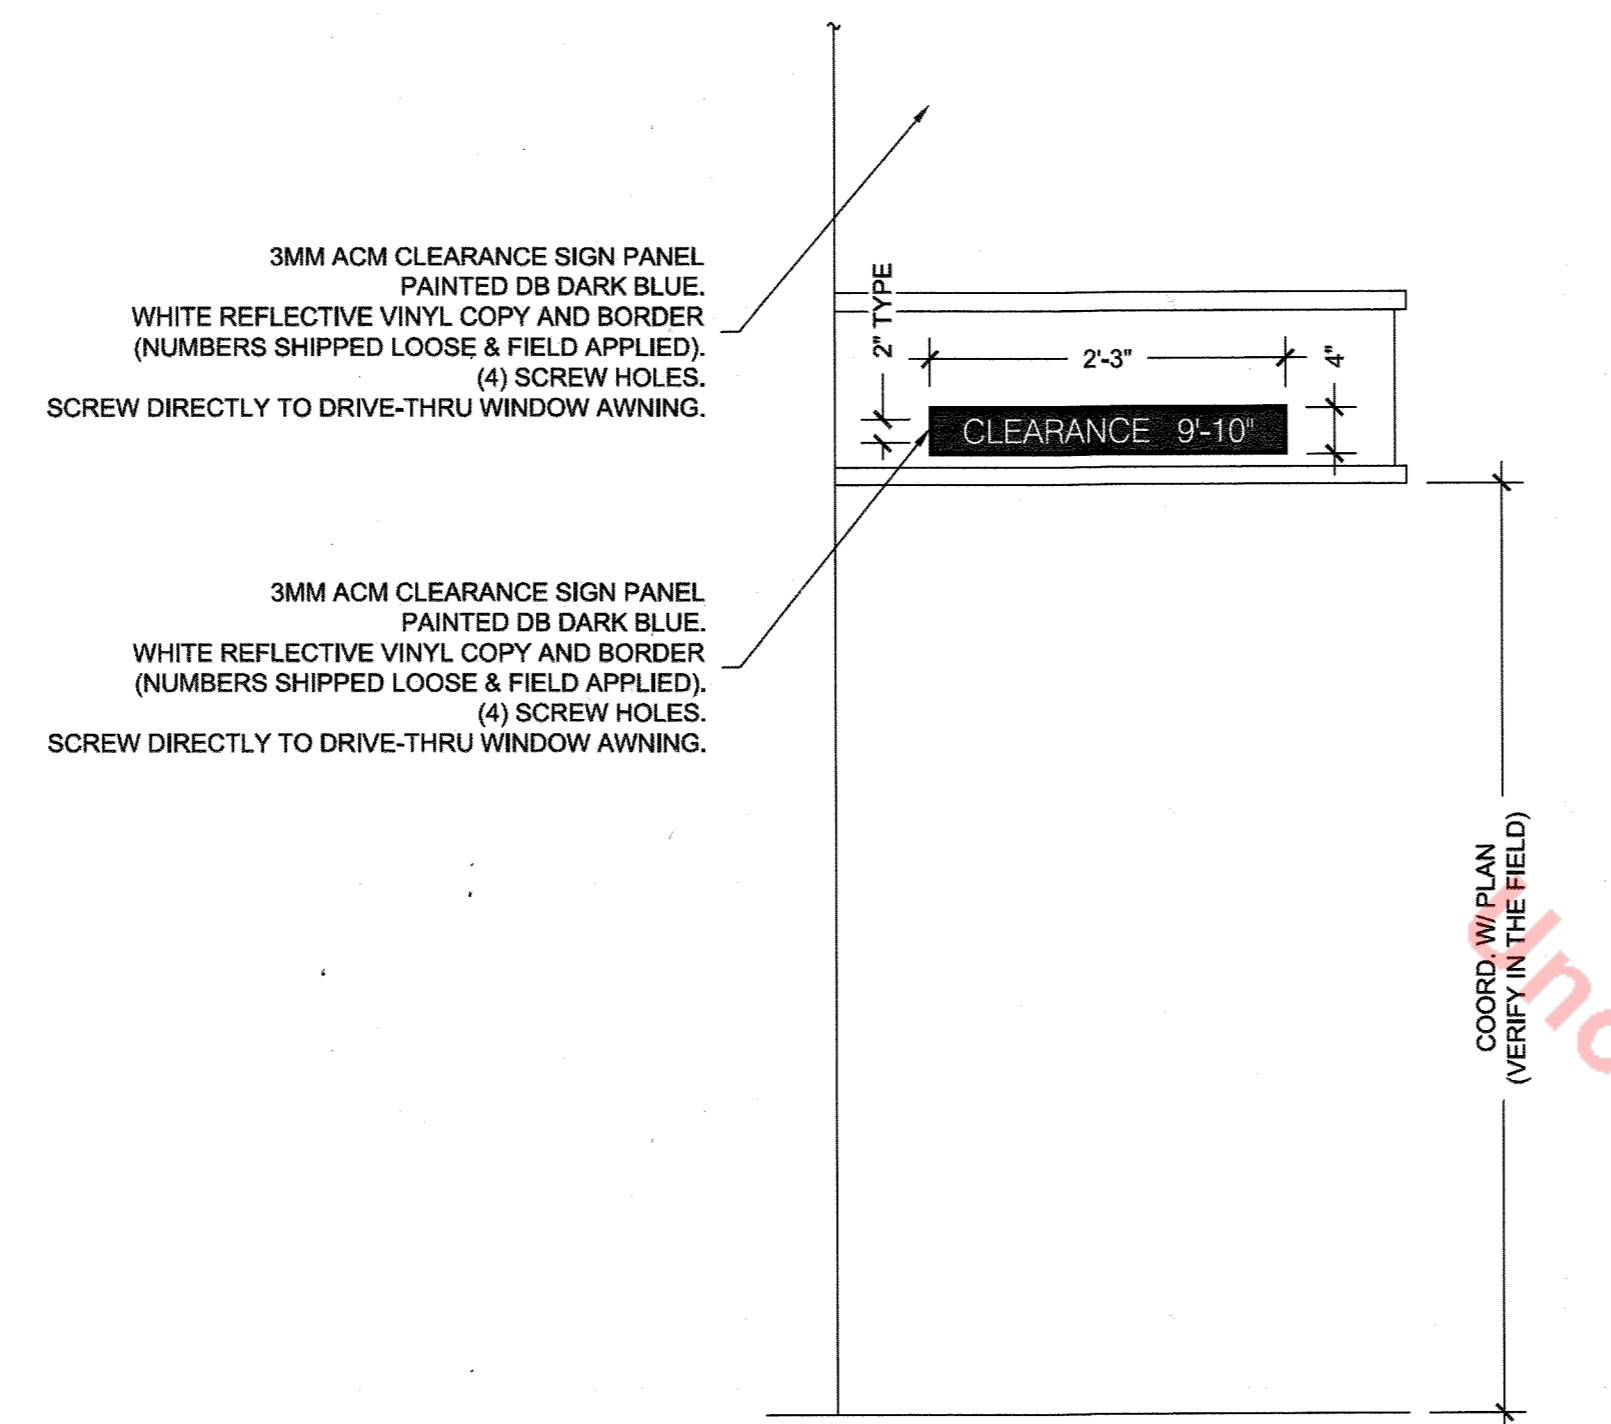 3MM ACM CLEARANCE SIGN PANEL
PAINTED DB DARK BLUE.
WHITE REFLECTIVE VINYL COPY AND BORDER
(NUMBERS SHIPPED LOOSE & FIELD APPLIED).
(4) SCREW HOLES.
SCREW DIRECTLY TO DRIVE-THRU WINDOW AWNING.
2" TYPE
2'-3"
4"
CLEARANCE 9'-10"
3MM ACM CLEARANCE SIGN PANEL
PAINTED DB DARK BLUE.
WHITE REFLECTIVE VINYL COPY AND BORDER
(NUMBERS SHIPPED LOOSE & FIELD APPLIED).
(4) SCREW HOLES.
SCREW DIRECTLY TO DRIVE-THRU WINDOW AWNING.
COORD. W/ PLAN
(VERIFY IN THE FIELD)